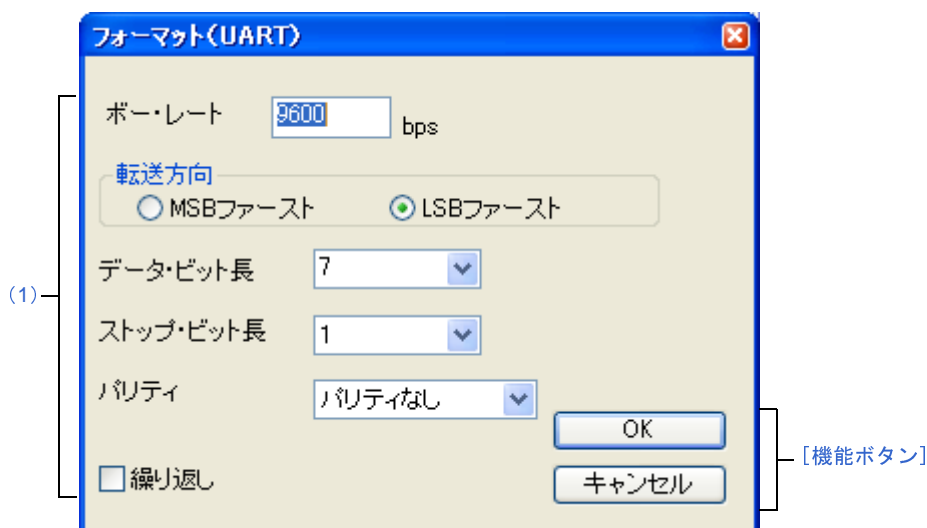 フォーマット(UART)
ボー・レート 9600 bps
転送方向
MSBファースト LSBファースト
(1)
データ・ビット長 7
ストップ・ビット長 1
パリティ パリティなし
OK
[機能ボタン]
繰り返し キャンセル